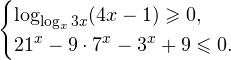 {log_{log_x 3x}(4x − 1) ⩾ 0,
21^x − 9 · 7^x − 3^x + 9 ⩽ 0.